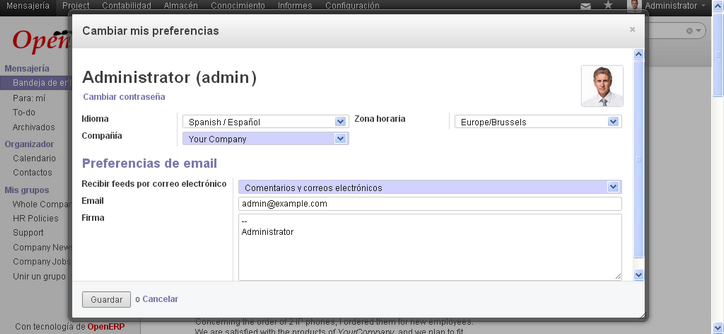 Mensajería Project Contabilidad Almacén Conocimiento Informes Configuración Administrator
Cambiar mis preferencias ×
Open
Mensajería
Bandeja de en
Para: mí
To-do
Archivados
Organizador
Calendario
Contactos
Mis grupos
Whole Compan
HR Policies
Support
Company News
Company Jobs
Unir un grupo
Con tecnología de OpenERP
Administrator (admin)
Cambiar contraseña
Idioma Spanish / Español Zona horaria Europe/Brussels
Compañía Your Company
Preferencias de email
Recibir feeds por correo electrónico Comentarios y correos electrónicos
Email admin@example.com
Firma --
Administrator
Guardar o Cancelar
Concerning the order of 2 iP phones, I ordered them for new employees.
We are satisfied with the products of YourCompany, and we plan to fit